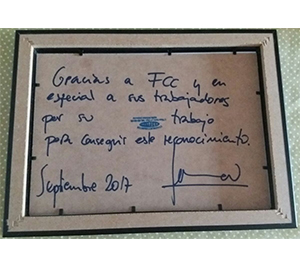 Gracias a FCC y en
especial a sus trabajadores
por su trabajo
para conseguir este reconocimiento.
Septiembre 2017